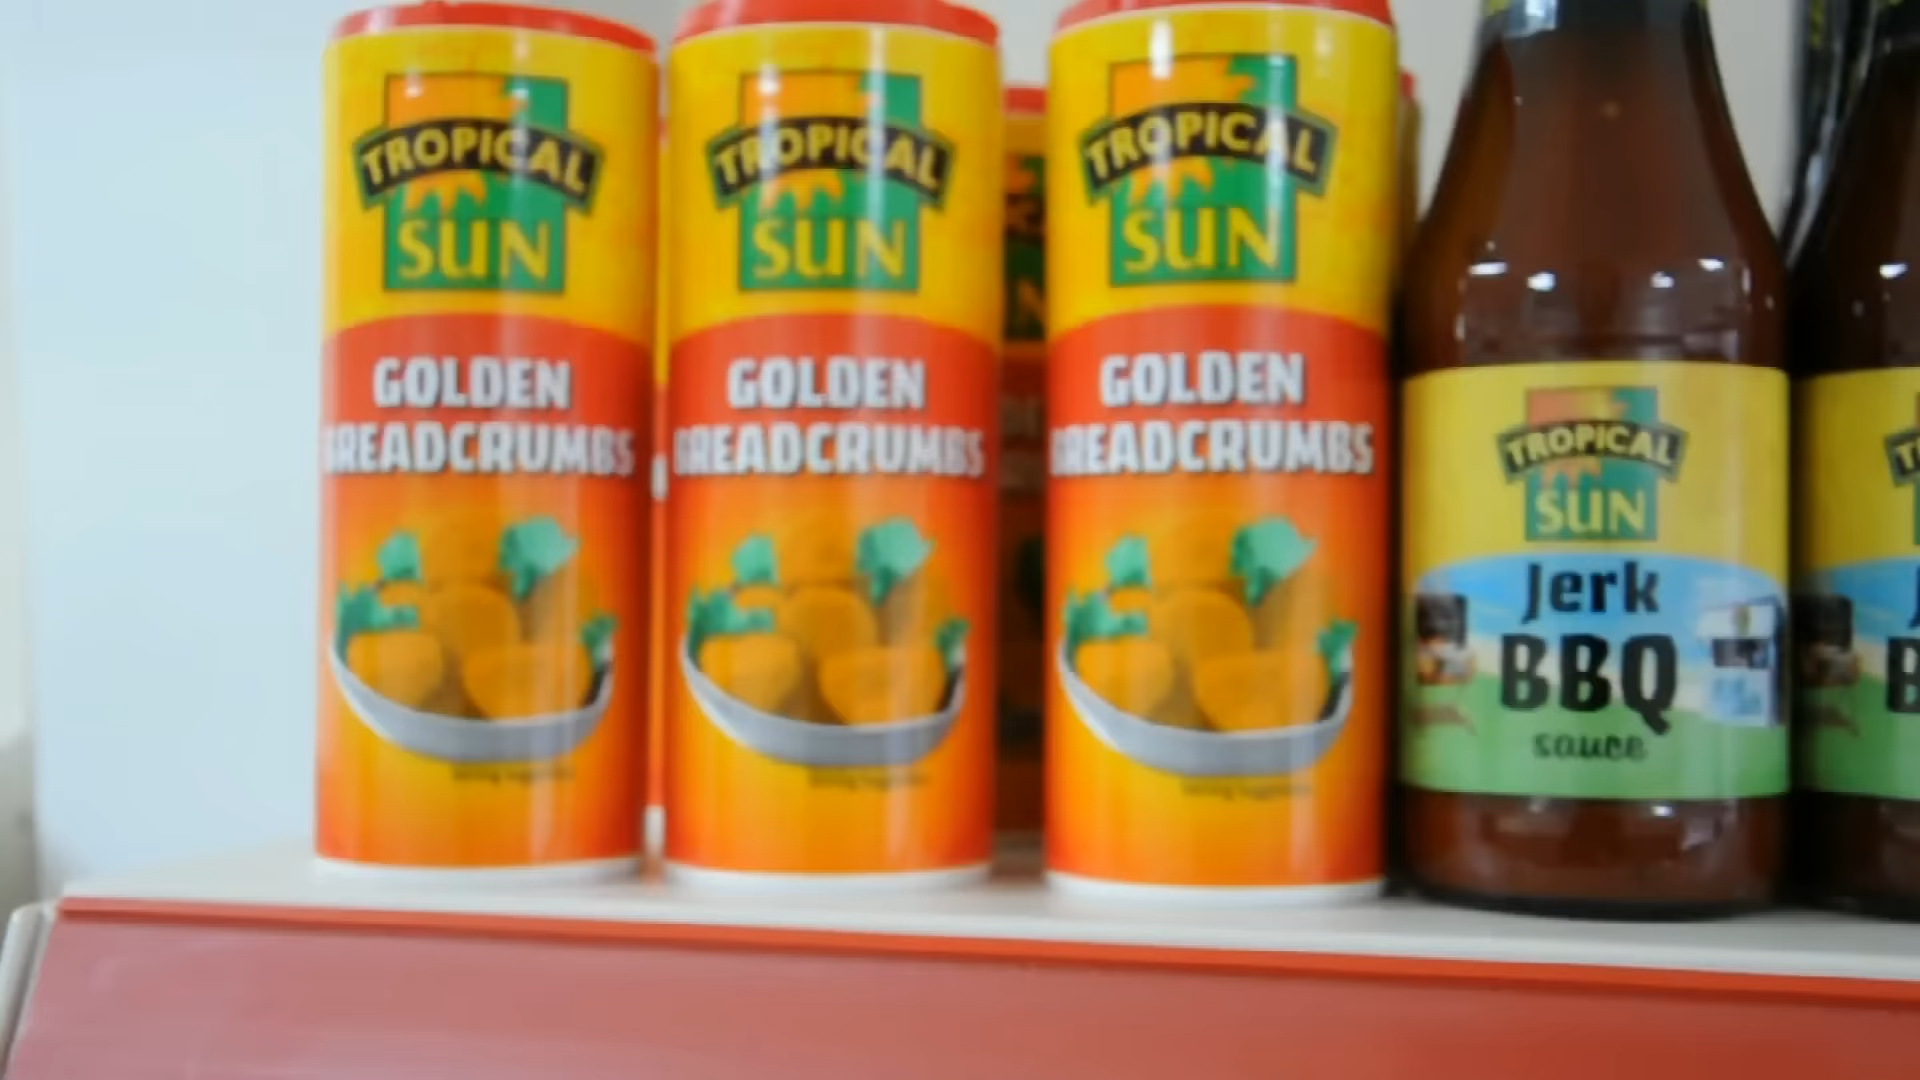 TROPICAL
SUN
GOLDEN
BREADCRUMBS
TROPICAL
SUN
GOLDEN
BREADCRUMBS
TROPICAL
SUN
GOLDEN
BREADCRUMBS
TROPICAL
SUN
Jerk
BBQ
sauce